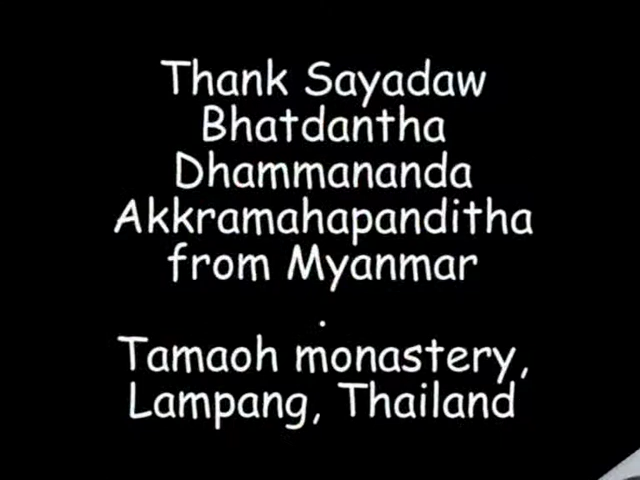 Thank Sayadaw
Bhatdantha
Dhammananda
Akkramahapanditha
from Myanmar
.
Tamaoh monastery,
Lampang, Thailand